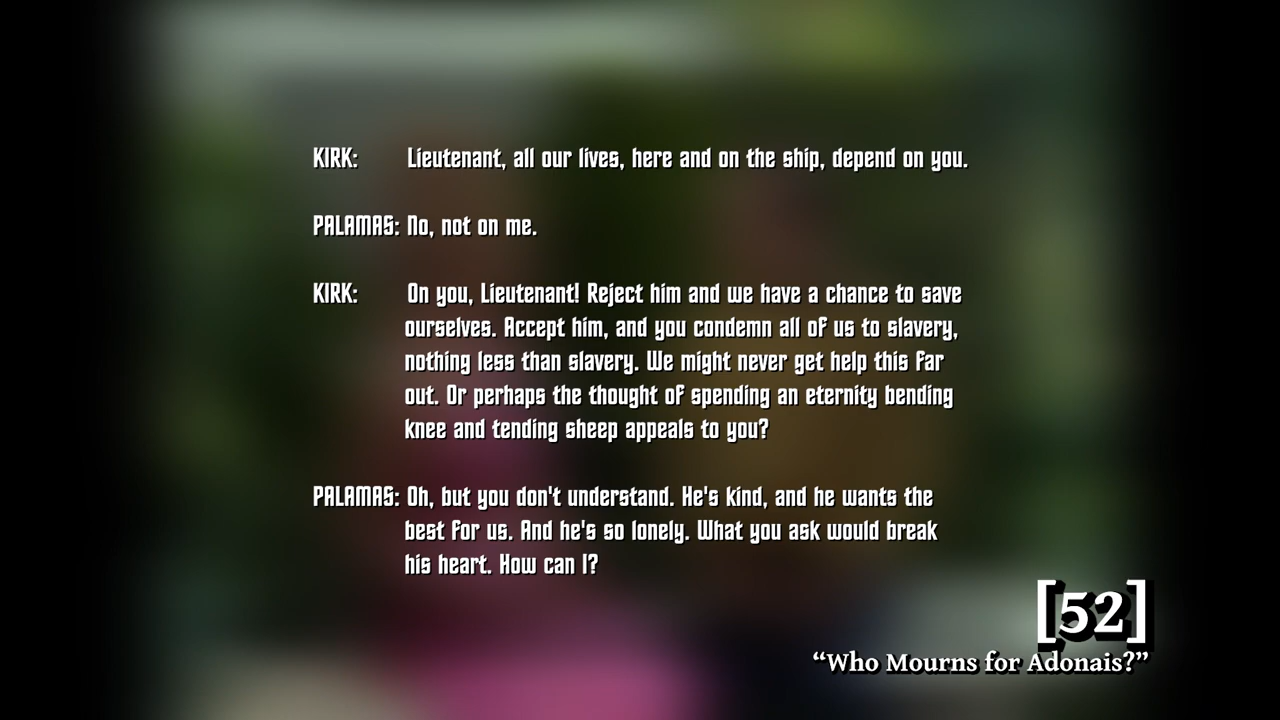 KIRK: Lieutenant, all our lives, here and on the ship, depend on you.
PALAMAS: No, not on me.
KIRK: On you, Lieutenant! Reject him and we have a chance to save
ourselves. Accept him, and you condemn all of us to slavery,
nothing less than slavery. We might never get help this far
out. Or perhaps the thought of spending an eternity bending
knee and tending sheep appeals to you?
PALAMAS: Oh, but you don't understand. He's kind, and he wants the
best for us. And he's so lonely. What you ask would break
his heart. How can I?
[52]
“Who Mourns for Adonais?”